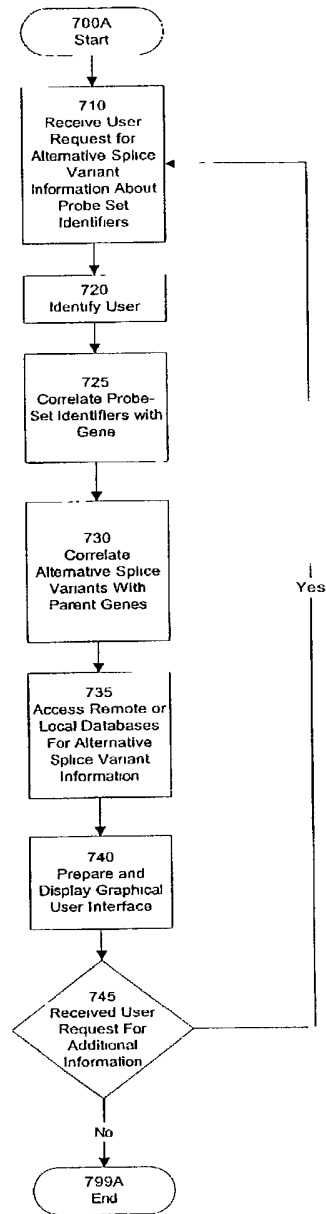 700A
Start
710
Receive User
Request for
Alternative Splice
Variant
Information About
Probe Set
Identifiers
720
Identify User
725
Correlate Probe-
Set Identifiers with
Gene
730
Correlate
Alternative Splice
Variants With
Parent Genes
735
Access Remote or
Local Databases
For Alternative
Splice Variant
Information
740
Prepare and
Display Graphical
User Interface
745
Received User
Request For
Additional
Information
Yes
No
799A
End